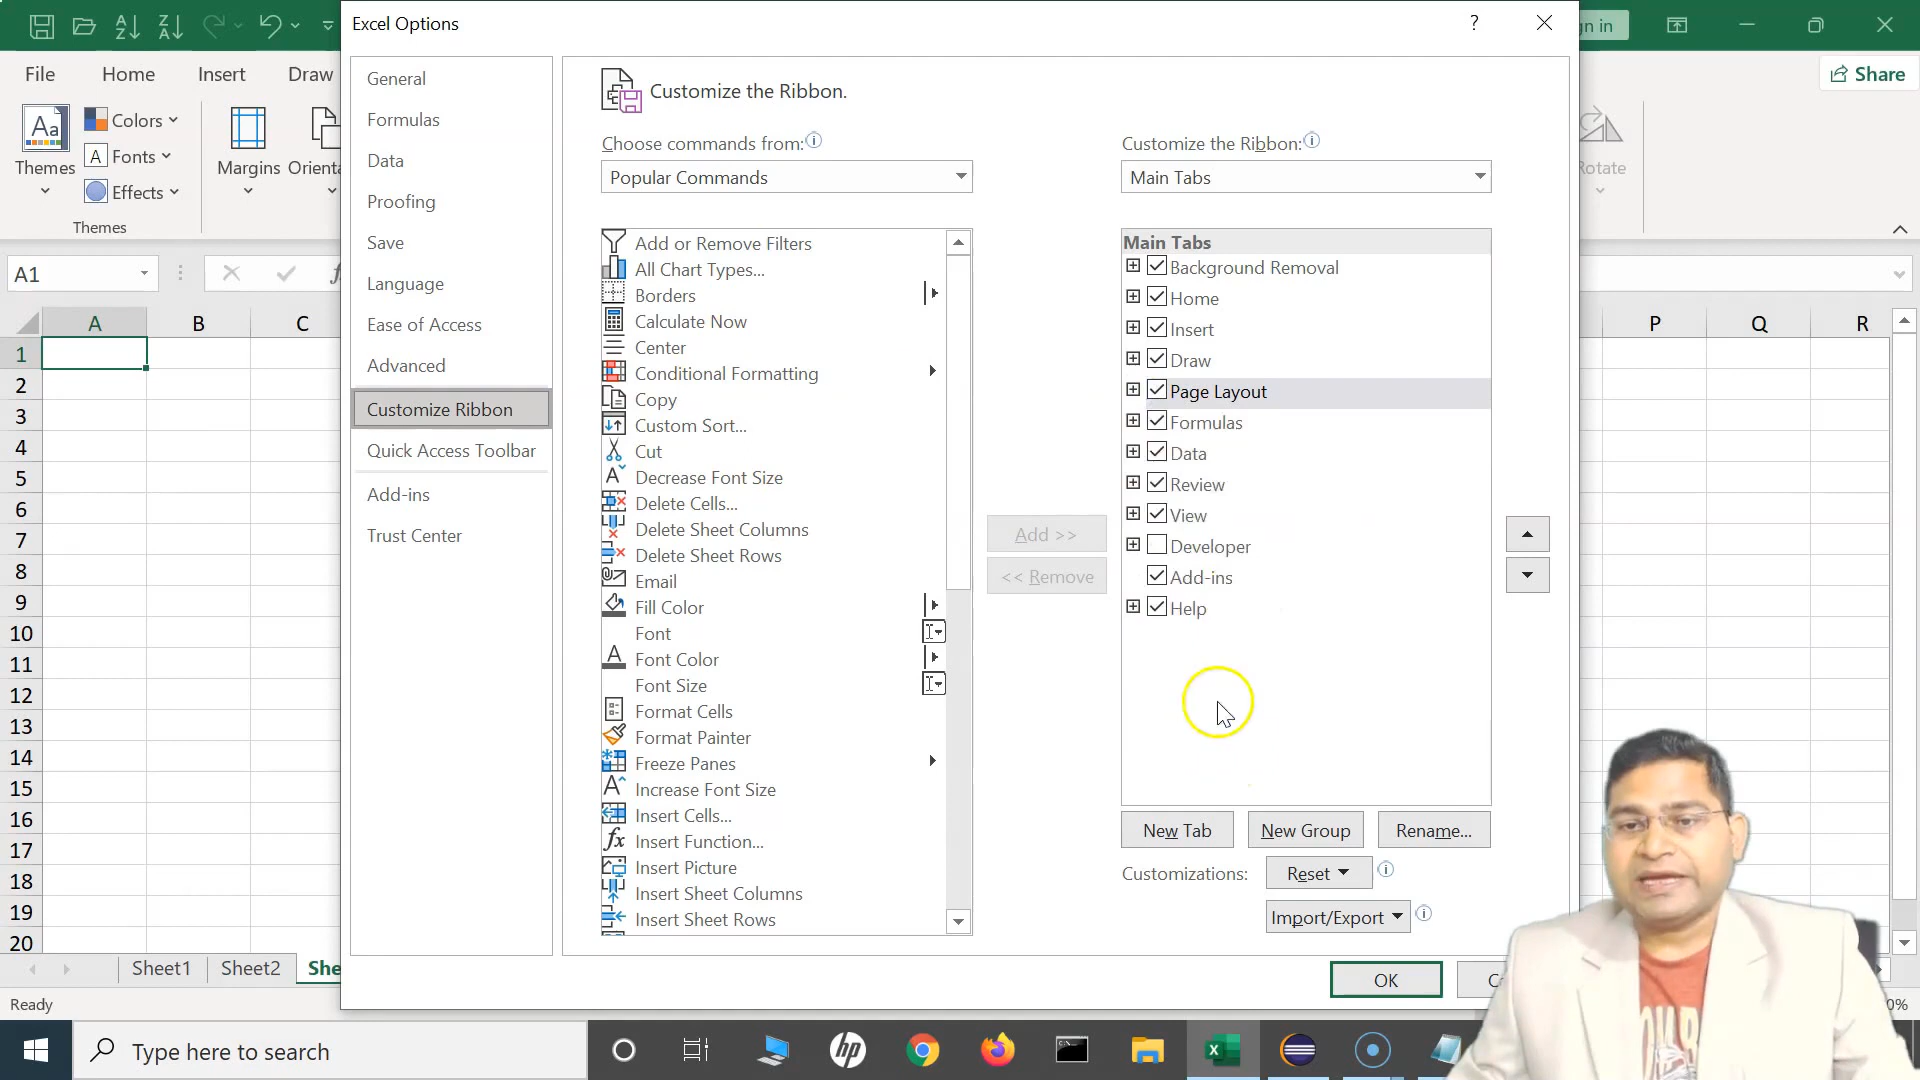 Excel Options
?
in
File
Home
Insert
Draw
Share
Themes
Colors
Fonts
Effects
Margins
Themes
A1
A
B
C
P
Q
R
1
2
3
4
5
6
7
8
9
10
11
12
13
14
15
16
17
18
19
20
General
Formulas
Data
Proofing
Save
Language
Ease of Access
Advanced
Customize Ribbon
Quick Access Toolbar
Add-ins
Trust Center
Customize the Ribbon.
Choose commands from:
Popular Commands
Add or Remove Filters
All Chart Types...
Borders
Calculate Now
Center
Conditional Formatting
Copy
Custom Sort...
Cut
Decrease Font Size
Delete Cells...
Delete Sheet Columns
Delete Sheet Rows
Email
Fill Color
Font
Font Color
Font Size
Format Cells
Format Painter
Freeze Panes
Increase Font Size
Insert Cells...
Insert Function...
Insert Picture
Insert Sheet Columns
Insert Sheet Rows
Add >>
<< Remove
Customize the Ribbon:
Main Tabs
Main Tabs
Background Removal
Home
Insert
Draw
Page Layout
Formulas
Data
Review
View
Developer
Add-ins
Help
New Tab
New Group
Rename...
Customizations:
Reset
Import/Export
OK
Sheet1
Sheet2
She
Ready
Type here to search
hp